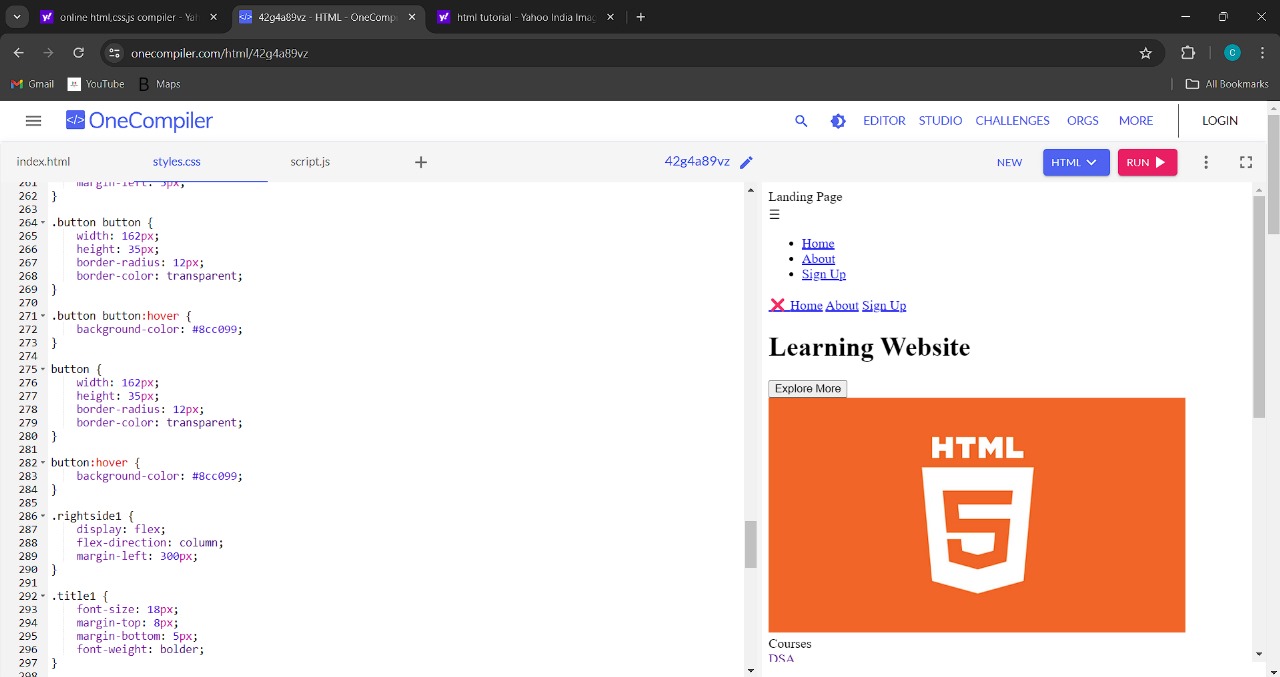 online html,css,js compiler - Yah
42g4a89vz - HTML - OneCompi
html tutorial - Yahoo India Imag
onecompiler.com/html/42g4a89vz
C
Gmail
YouTube
B Maps
All Bookmarks
</> OneCompiler
EDITOR
STUDIO
CHALLENGES
ORGS
MORE
LOGIN
index.html
styles.css
script.js
+
42g4a89vz
NEW
HTML
RUN
261 margin-left: 5px;
262 }
263
264 .button button {
265 width: 162px;
266 height: 35px;
267 border-radius: 12px;
268 border-color: transparent;
269 }
270
271 .button button:hover {
272 background-color: #8cc099;
273 }
274
275 button {
276 width: 162px;
277 height: 35px;
278 border-radius: 12px;
279 border-color: transparent;
280 }
281
282 button:hover {
283 background-color: #8cc099;
284 }
285
286 .rightside1 {
287 display: flex;
288 flex-direction: column;
289 margin-left: 300px;
290 }
291
292 .title1 {
293 font-size: 18px;
294 margin-top: 8px;
295 margin-bottom: 5px;
296 font-weight: bolder;
297 }
298
Landing Page
☰
• Home
• About
• Sign Up
❌ Home About Sign Up
Learning Website
Explore More
HTML
5
Courses
DSA